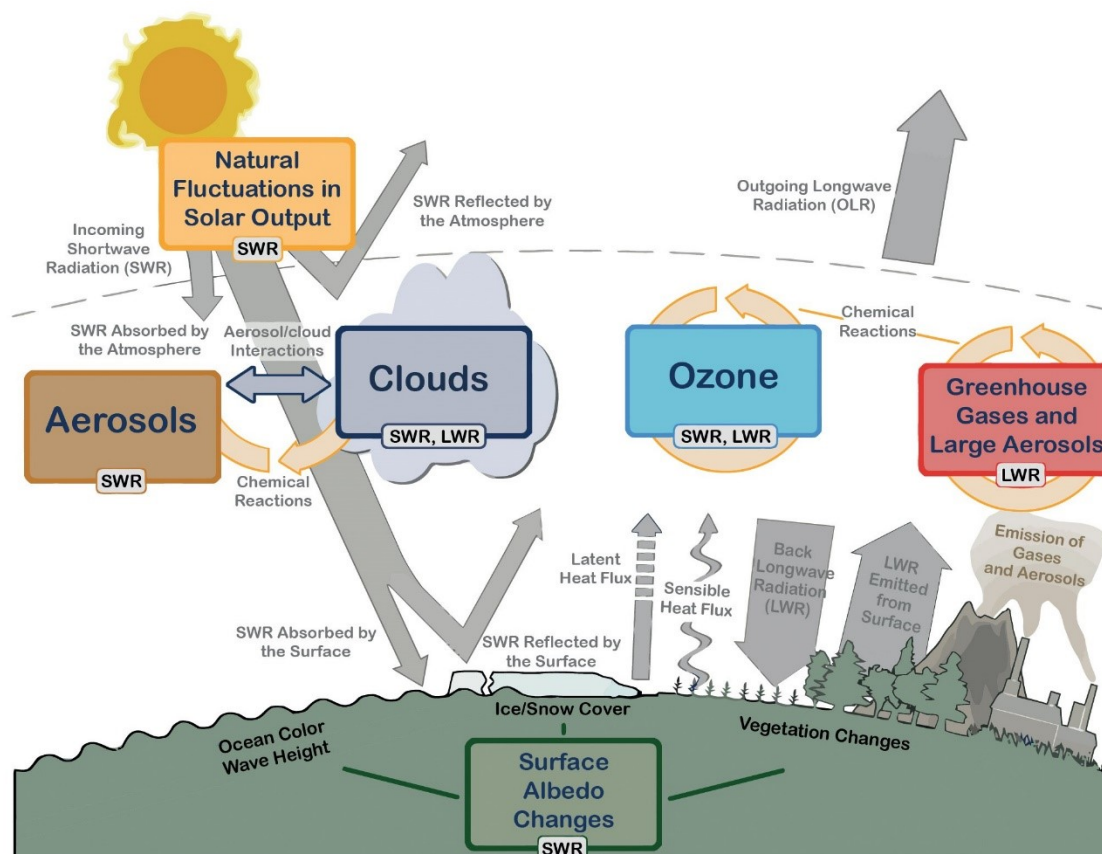 Natural
Fluctuations in
Solar Output
SWR
Incoming
Shortwave
Radiation (SWR)
SWR Reflected by
the Atmosphere
Outgoing Longwave
Radiation (OLR)
SWR Absorbed by
the Atmosphere
Aerosol/cloud
Interactions
Chemical
Reactions
Aerosols
SWR
Clouds
SWR, LWR
Ozone
SWR, LWR
Greenhouse
Gases and
Large Aerosols
LWR
Chemical
Reactions
Latent
Heat Flux
Sensible
Heat Flux
Back
Longwave
Radiation
(LWR)
LWR
Emitted
from
Surface
Emission of
Gases
and Aerosols
SWR Absorbed by
the Surface
SWR Reflected by
the Surface
Ice/Snow Cover
Ocean Color
Wave Height
Vegetation Changes
Surface
Albedo
Changes
SWR